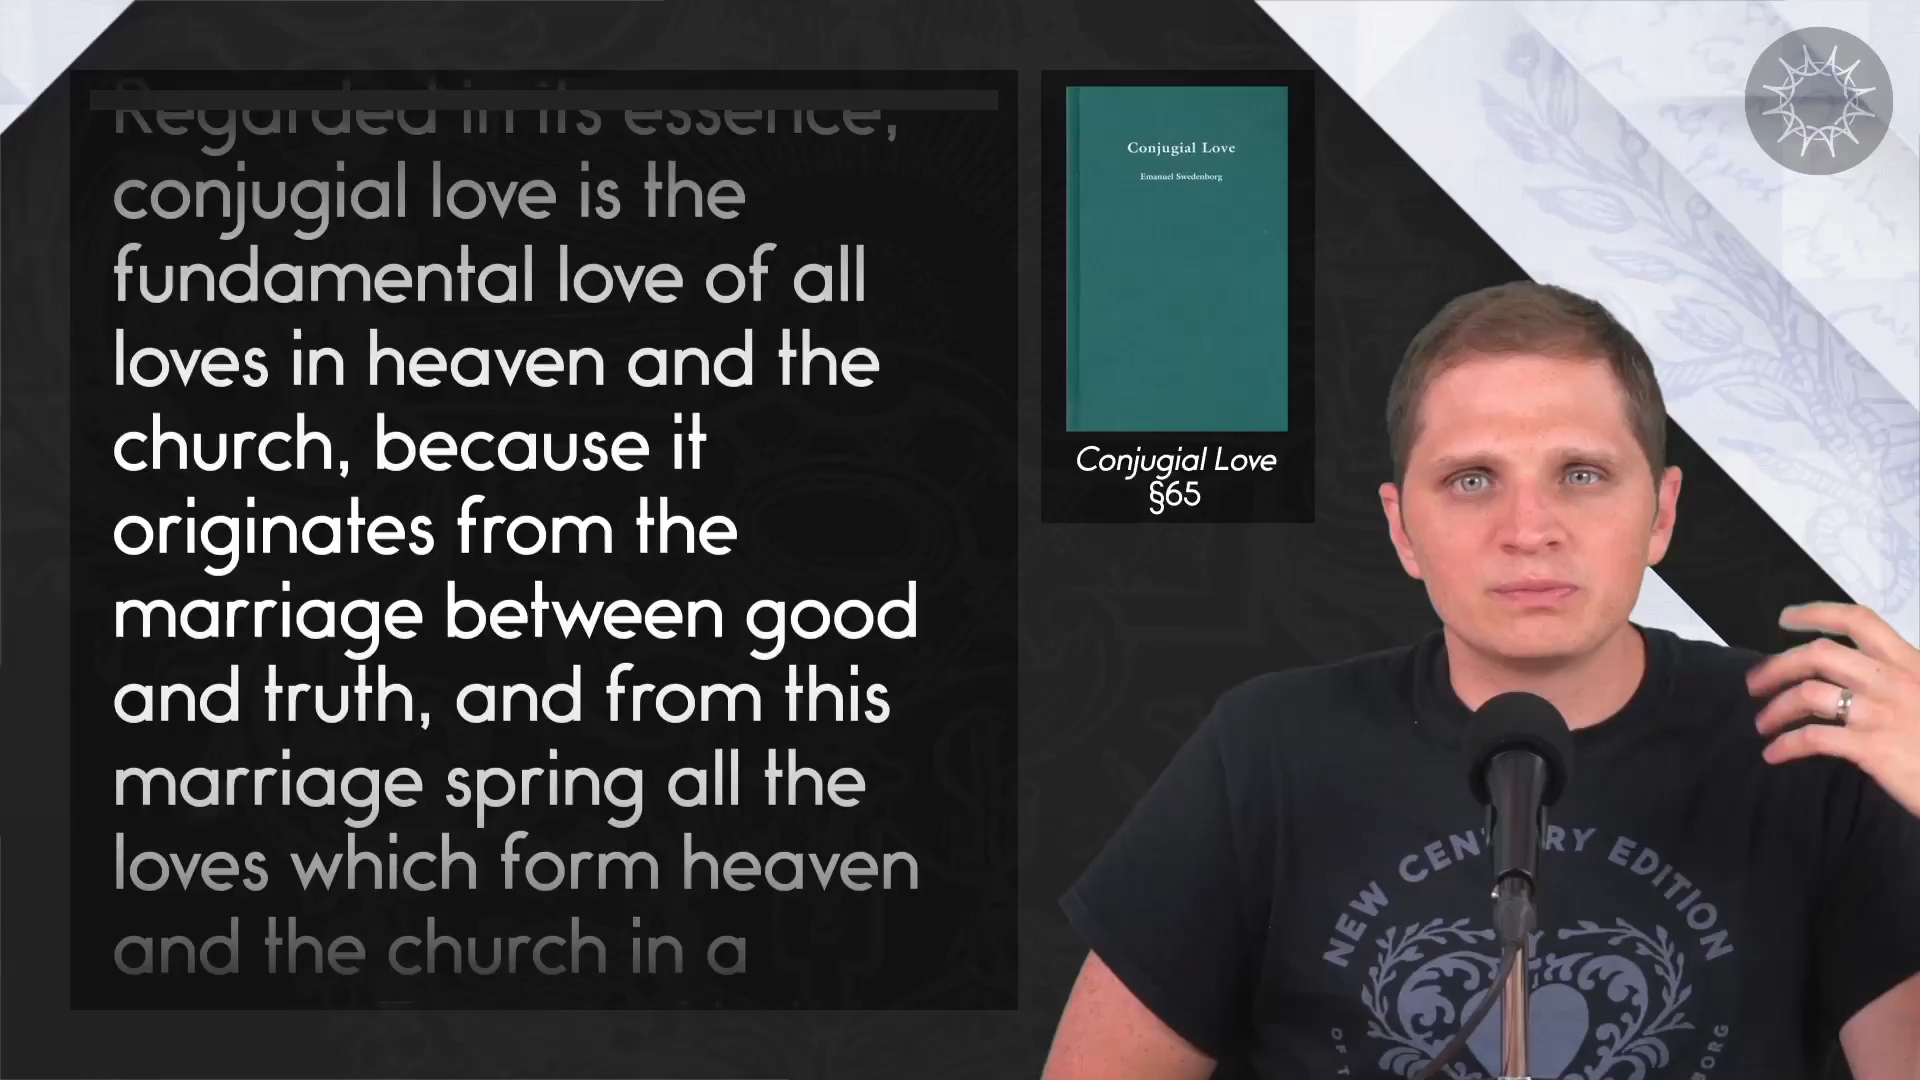 Regarded in its essence,
conjugial love is the
fundamental love of all
loves in heaven and the
church, because it
originates from the
marriage between good
and truth, and from this
marriage spring all the
loves which form heaven
and the church in a
Conjugial Love
Emanuel Swedenborg
Conjugial Love
§65
NEW CENTURY EDITION